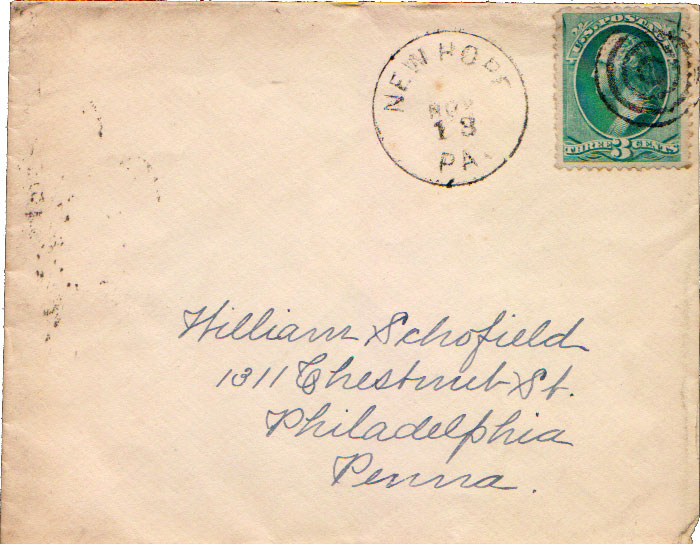 U.S. POSTAGE
THREE 3 CENTS
NEW HOPE
NOV
13
PA.
William Schofield
1311 Chestnut St.
Philadelphia
Penna.